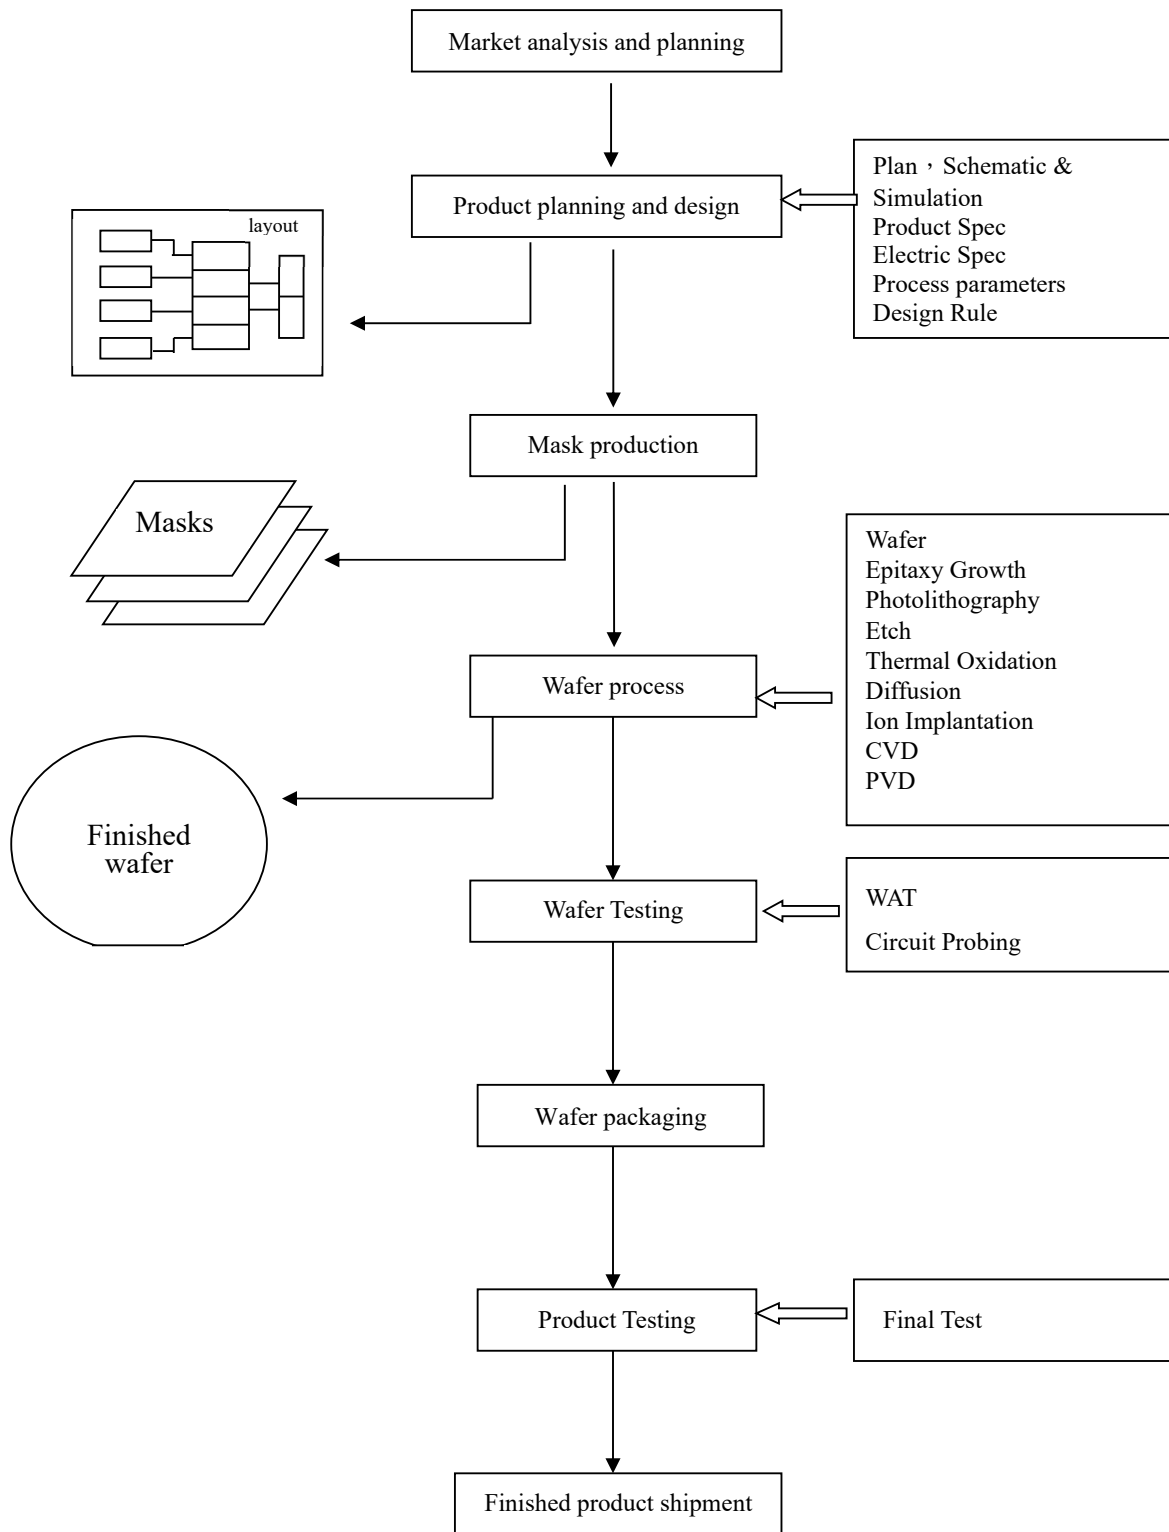 Market analysis and planning
Product planning and design
Plan，Schematic &
Simulation
Product Spec
Electric Spec
Process parameters
Design Rule
layout
Mask production
Masks
Wafer process
Wafer
Epitaxy Growth
Photolithography
Etch
Thermal Oxidation
Diffusion
Ion Implantation
CVD
PVD
Finished
wafer
Wafer Testing
WAT
Circuit Probing
Wafer packaging
Product Testing
Final Test
Finished product shipment